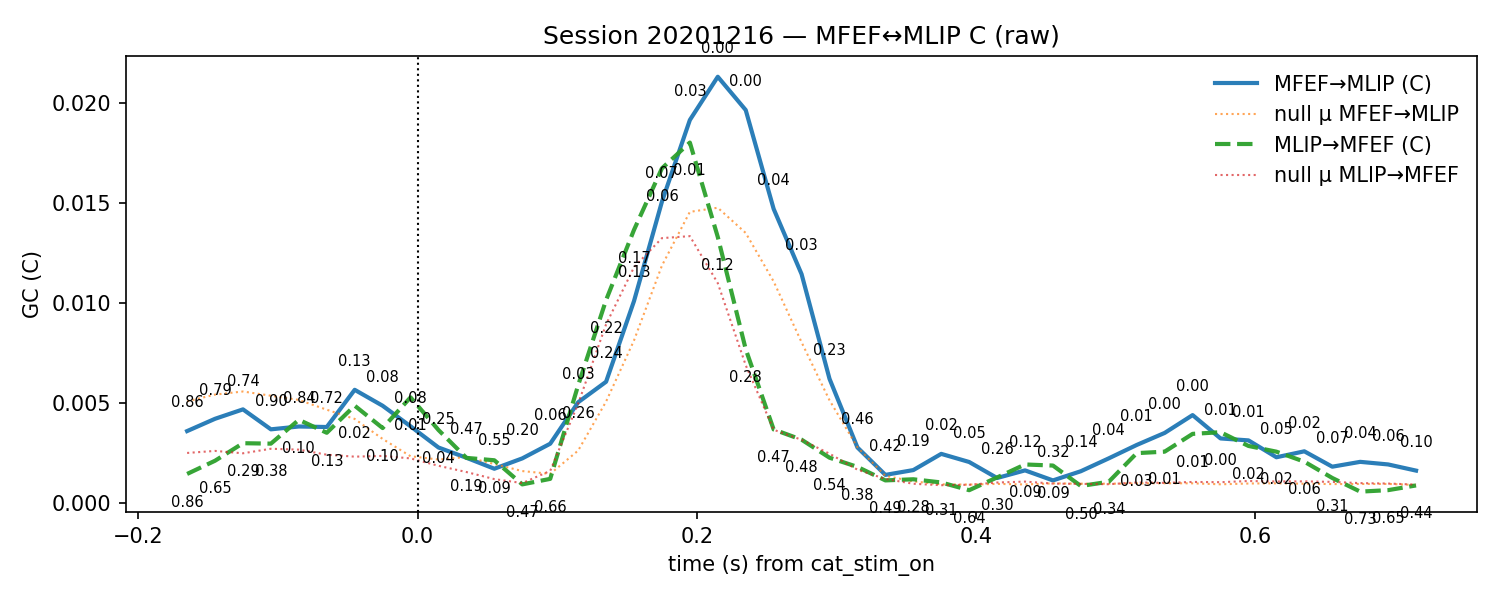 Session 20201216 — MFEF↔MLIP C (raw)
MFEF→MLIP (C)
null μ MFEF→MLIP
MLIP→MFEF (C)
null μ MLIP→MFEF
GC (C)
0.020
0.015
0.010
0.005
0.000
0.86 0.79 0.74 0.90 0.84 0.72 0.13 0.08 0.08 0.25 0.47 0.55 0.20 0.06 0.03 0.24 0.13 0.06 0.03 0.00 0.00 0.04 0.03 0.23 0.46 0.42 0.19 0.02 0.05 0.26 0.12 0.32 0.14 0.04 0.01 0.00 0.00 0.01 0.01 0.05 0.02 0.07 0.04 0.06 0.10
0.86 0.65 0.29 0.38 0.10 0.13 0.02 0.10 0.01 0.04 0.19 0.09 0.47 0.66 0.26 0.22 0.17 0.07 0.01 0.12 0.28 0.47 0.48 0.54 0.38 0.49 0.28 0.31 0.64 0.30 0.09 0.09 0.50 0.34 0.03 0.01 0.01 0.00 0.02 0.02 0.06 0.31 0.73 0.65 0.44
−0.2 0.0 0.2 0.4 0.6
time (s) from cat_stim_on